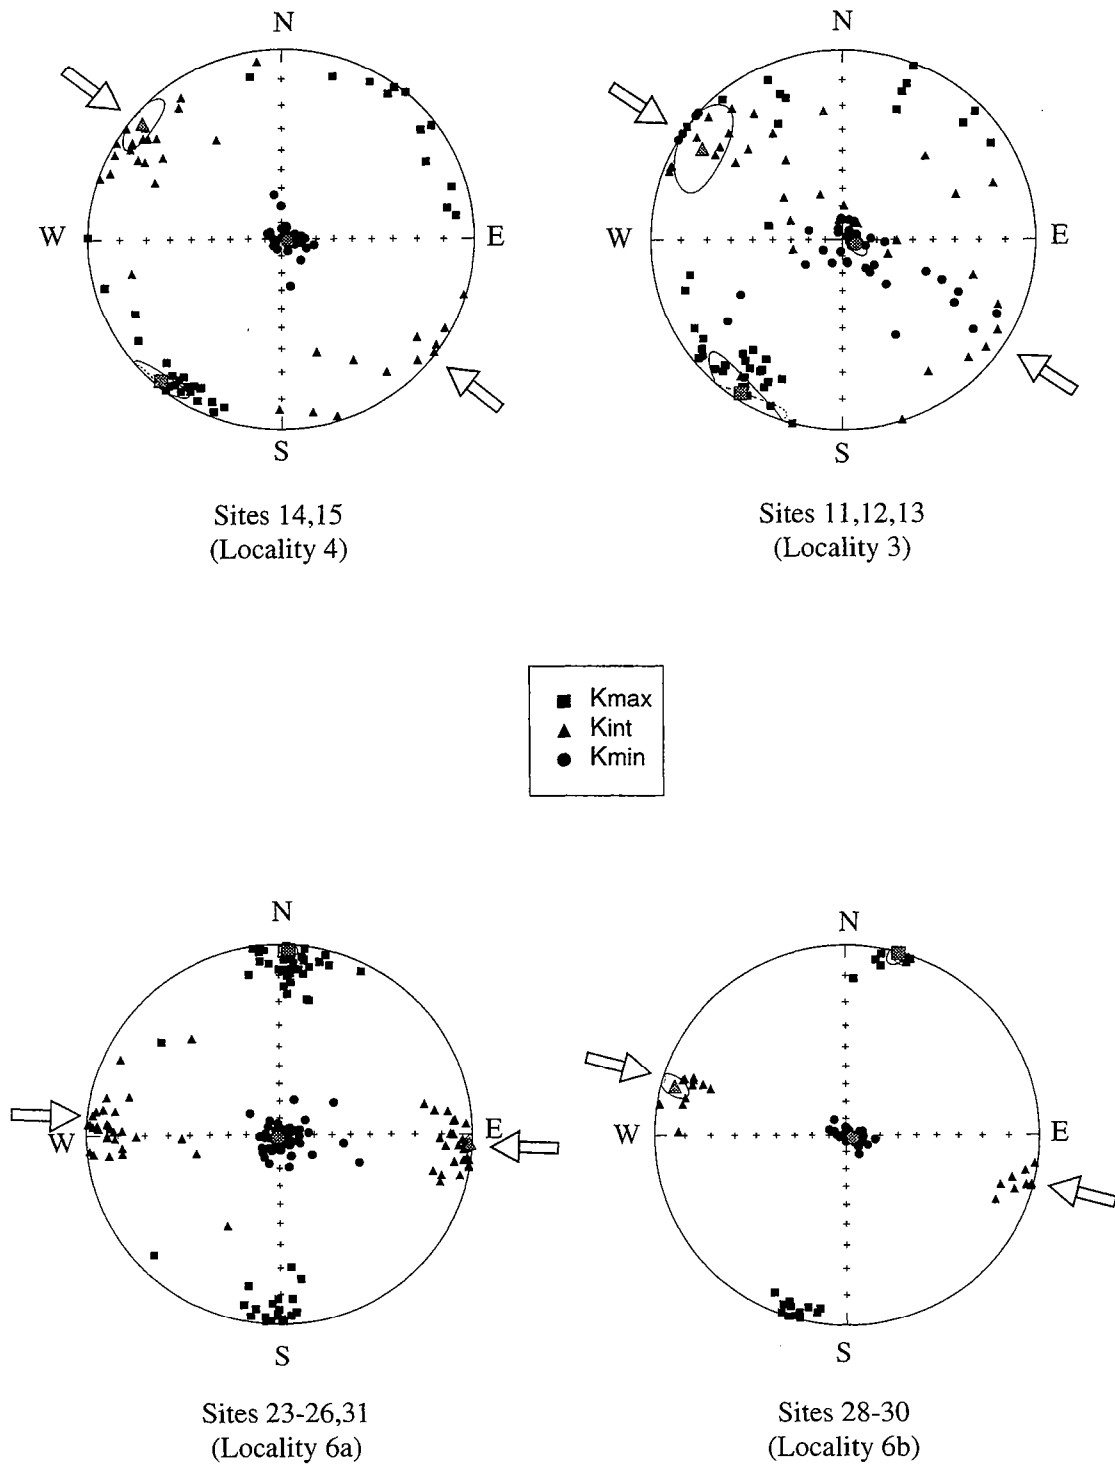 N
N
W
E
W
E
S
S
Sites 14,15
(Locality 4)
Sites 11,12,13
(Locality 3)
Kmax
Kint
Kmin
N
N
W
E
W
E
S
S
Sites 23-26,31
(Locality 6a)
Sites 28-30
(Locality 6b)